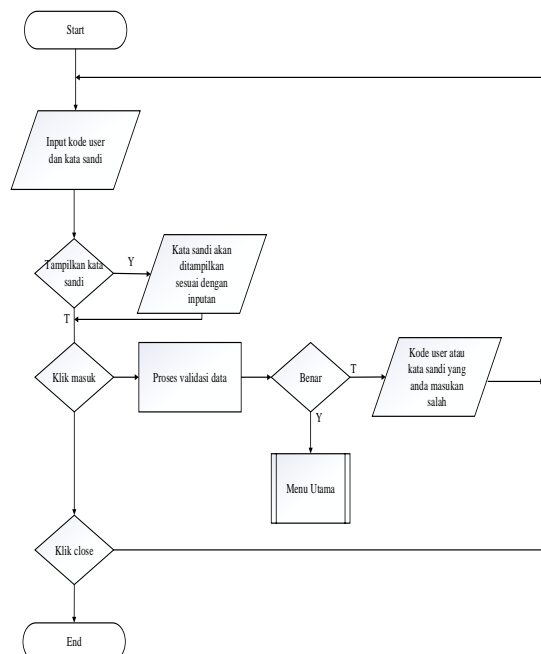 Start
Input kode user
dan kata sandi
Tampilkan kata
sandi
Y
Kata sandi akan
ditampilkan
sesuai dengan
inputan
T
Klik masuk
Proses validasi data
Benar
T
Kode user atau
kata sandi yang
anda masukan
salah
Y
Menu Utama
Klik close
End